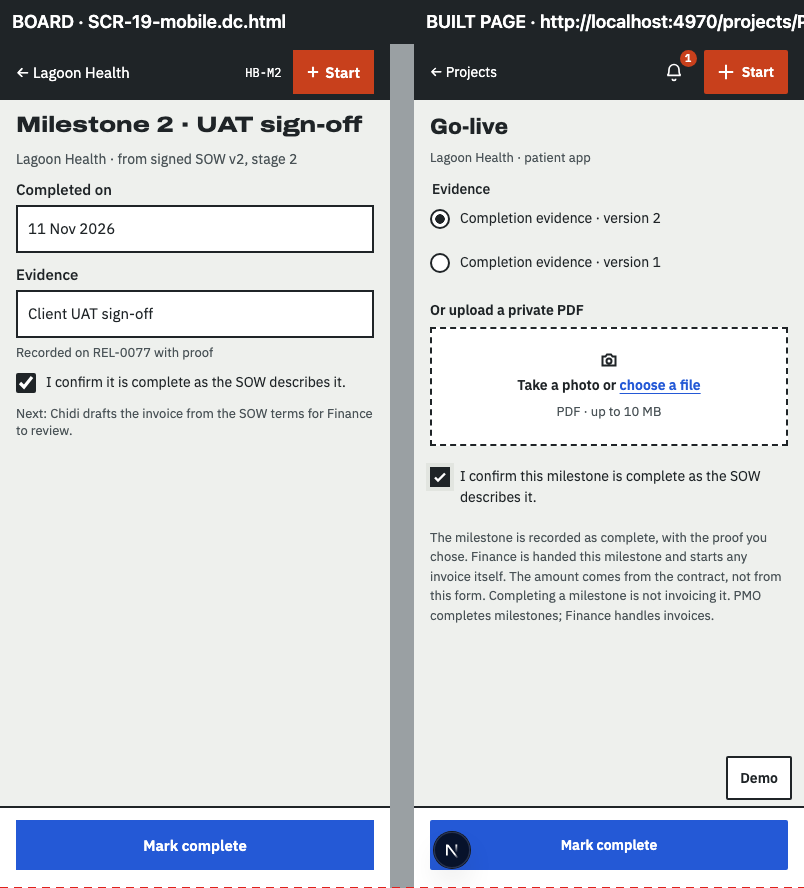 BOARD · SCR-19-mobile.dc.html
← Lagoon Health
HB-M2
+ Start
Milestone 2 · UAT sign-off
Lagoon Health · from signed SOW v2, stage 2
Completed on
11 Nov 2026
Evidence
Client UAT sign-off
Recorded on REL-0077 with proof
I confirm it is complete as the SOW describes it.
Next: Chidi drafts the invoice from the SOW terms for Finance
to review.
Mark complete
BUILT PAGE · http://localhost:4970/projects/
← Projects
1
+ Start
Go-live
Lagoon Health · patient app
Evidence
Completion evidence · version 2
Completion evidence · version 1
Or upload a private PDF
Take a photo or choose a file
PDF · up to 10 MB
I confirm this milestone is complete as the SOW
describes it.
The milestone is recorded as complete, with the proof you
chose. Finance is handed this milestone and starts any
invoice itself. The amount comes from the contract, not from
this form. Completing a milestone is not invoicing it. PMO
completes milestones; Finance handles invoices.
Demo
N
Mark complete